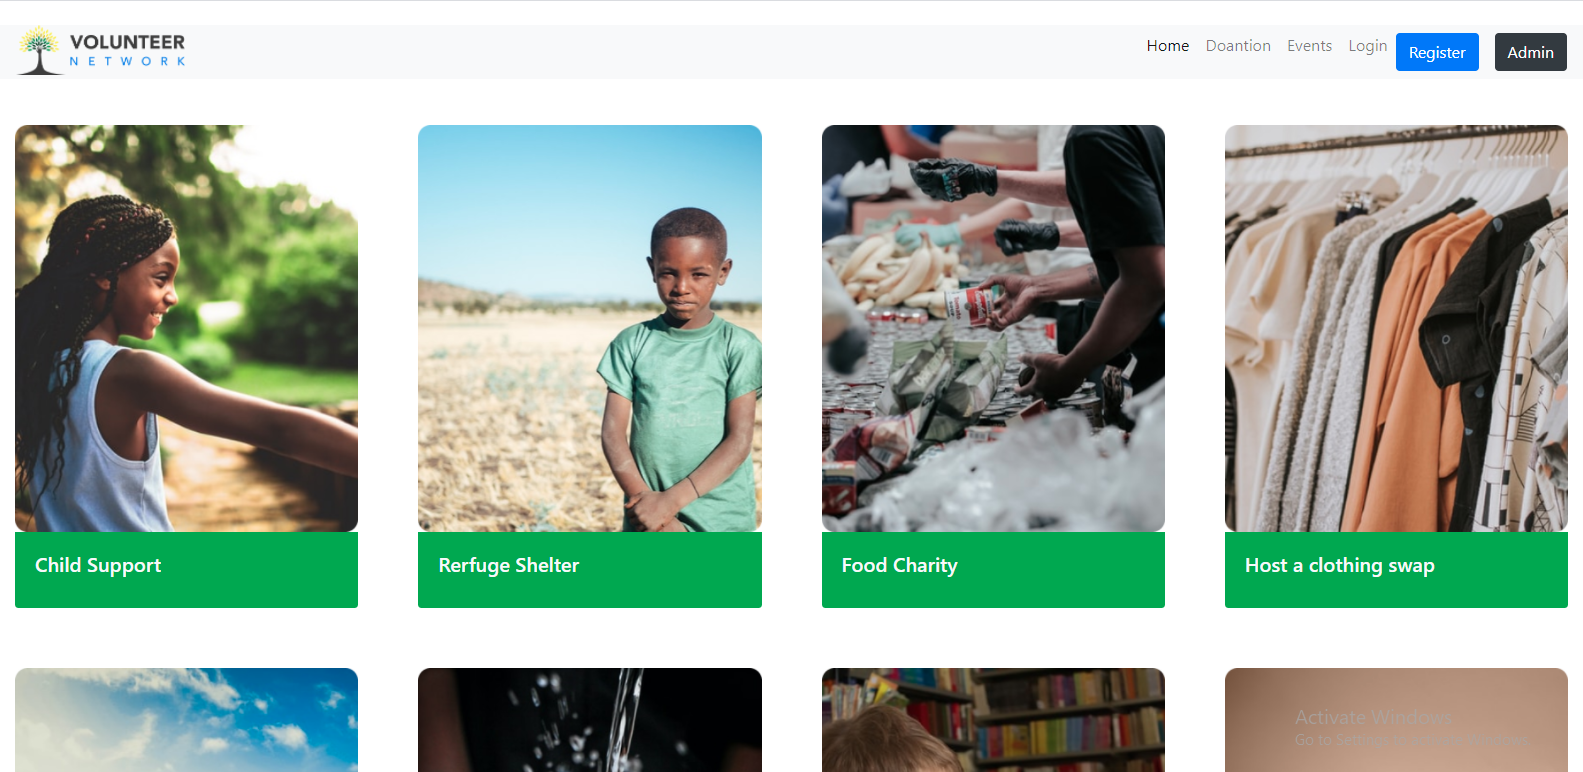 VOLUNTEER
NETWORK
Home Doantion Events Login Register Admin
Child Support
Rerfuge Shelter
Food Charity
Host a clothing swap
Activate Windows
Go to Settings to activate Windows.